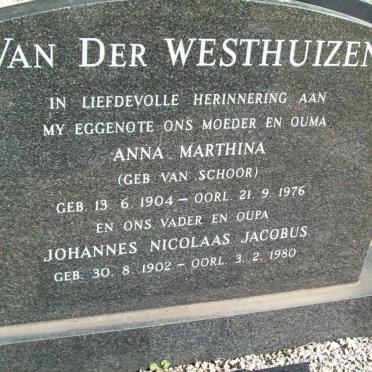 VAN DER WESTHUIZEN
IN LIEFDEVOLLE HERINNERING AAN
MY EGGENOTE ONS MOEDER EN OUMA
ANNA MARTHINA
(GEB. VAN SCHOOR)
GEB. 13. 6. 1904 – OORL. 21. 9. 1976
EN ONS VADER EN OUPA
JOHANNES NICOLAAS JACOBUS
GEB. 30. 8. 1902 – OORL. 3. 2. 1980